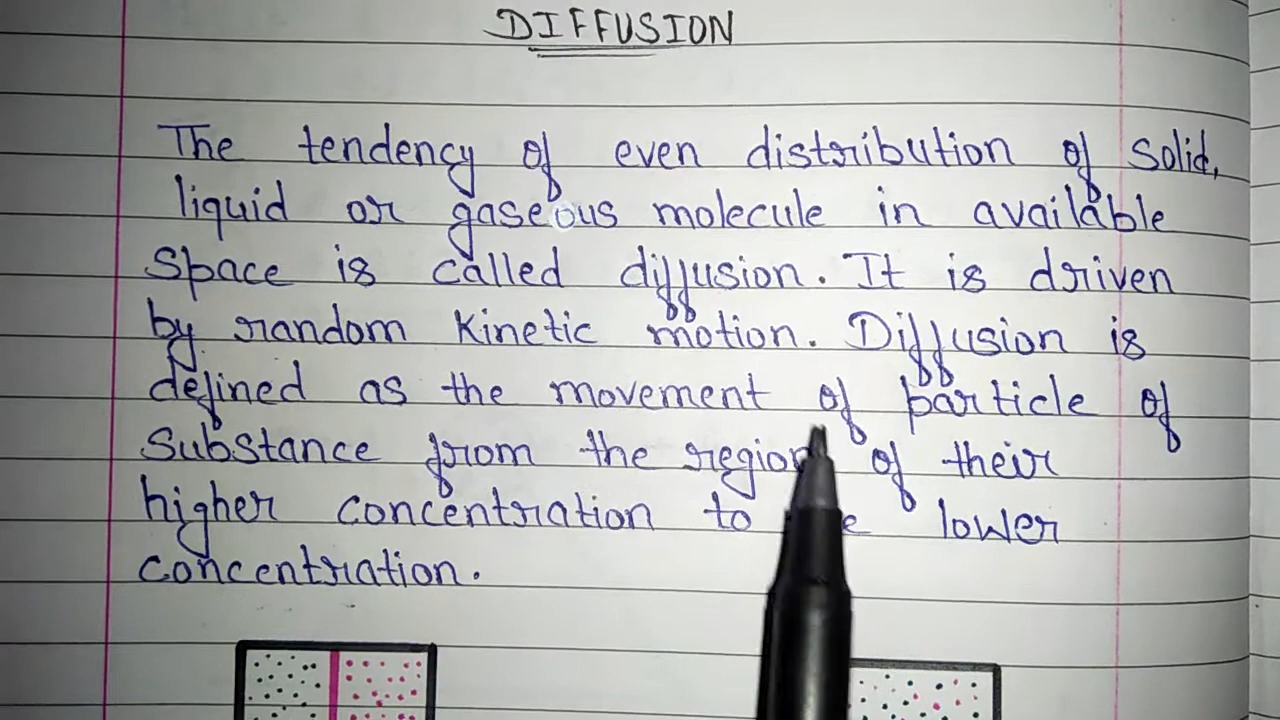 DIFFUSION
The tendency of even distribution of solid,
liquid or gaseous molecule in available
Space is called diffusion. It is driven
by random Kinetic motion. Diffusion is
defined as the movement of particle of
Substance from the region of their
higher concentration to lower
concentration.